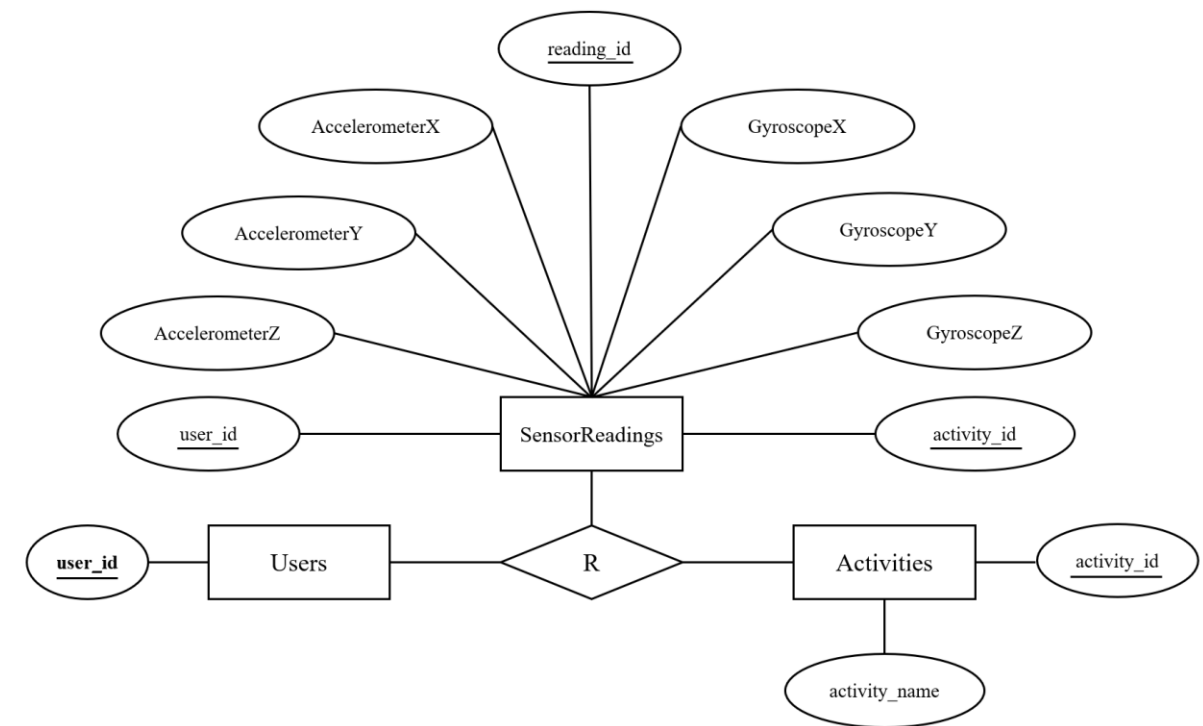 reading_id
AccelerometerX
GyroscopeX
AccelerometerY
GyroscopeY
AccelerometerZ
GyroscopeZ
user_id
SensorReadings
activity_id
user_id
Users
R
Activities
activity_id
activity_name